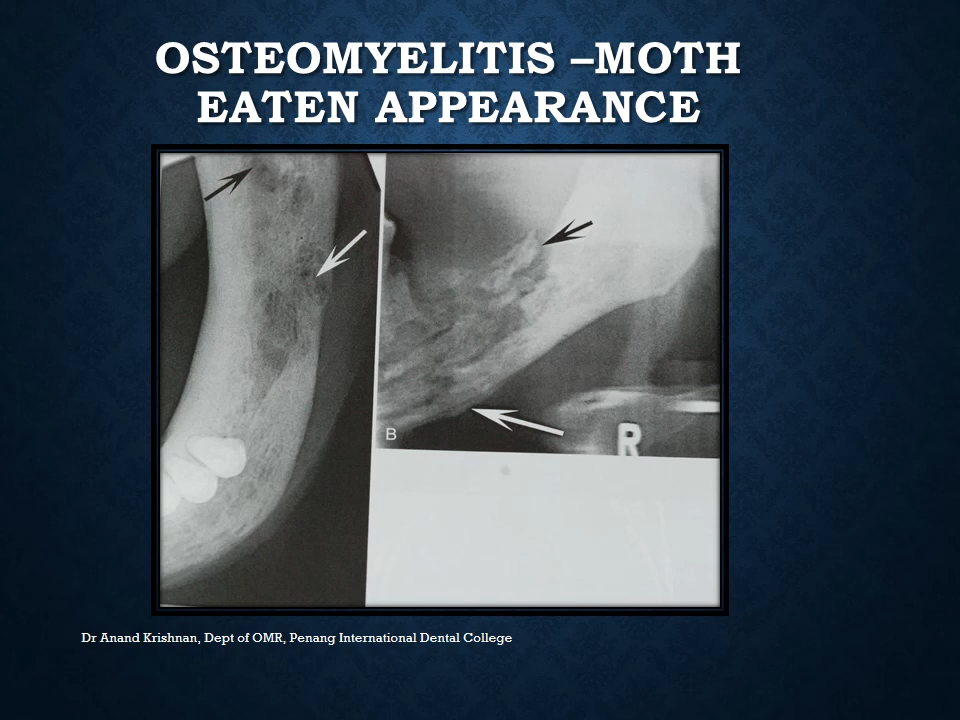 OSTEOMYELITIS –MOTH
EATEN APPEARANCE
B
R
Dr Anand Krishnan, Dept of OMR, Penang International Dental College